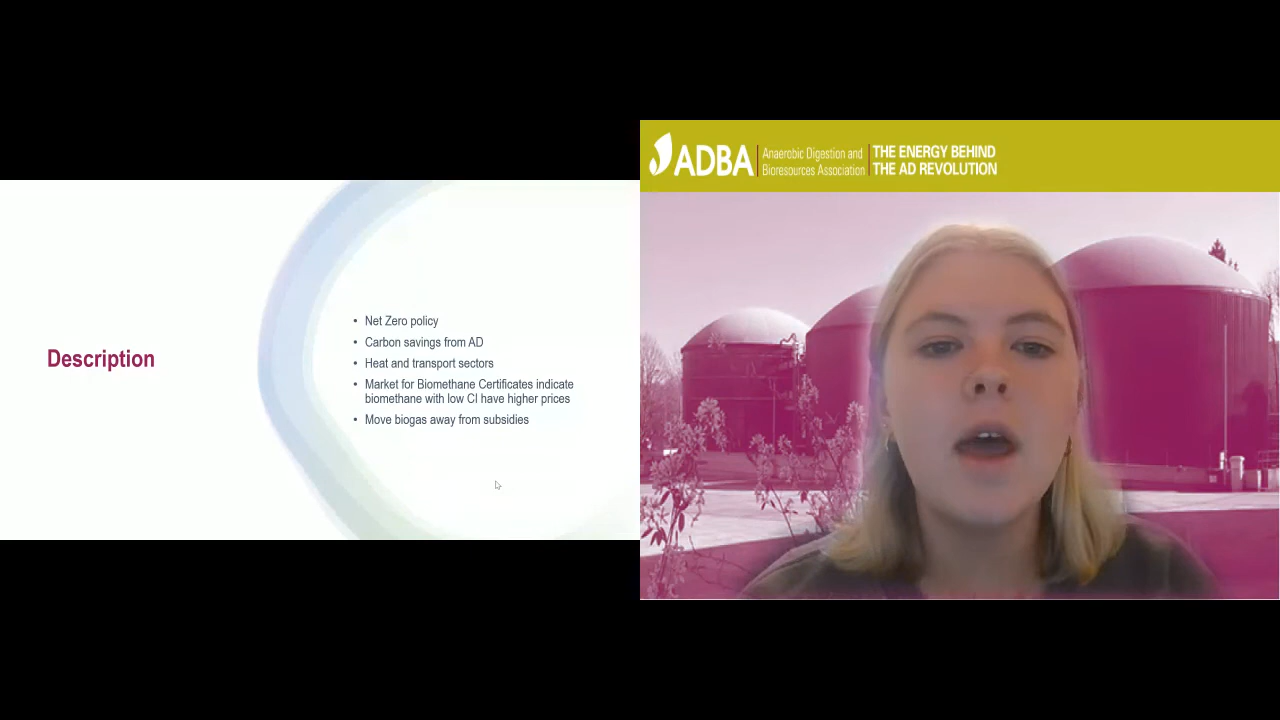 Description
• Net Zero policy
• Carbon savings from AD
• Heat and transport sectors
• Market for Biomethane Certificates indicate
biomethane with low CI have higher prices
• Move biogas away from subsidies
ADBA
Anaerobic Digestion and
Bioresources Association
THE ENERGY BEHIND
THE AD REVOLUTION